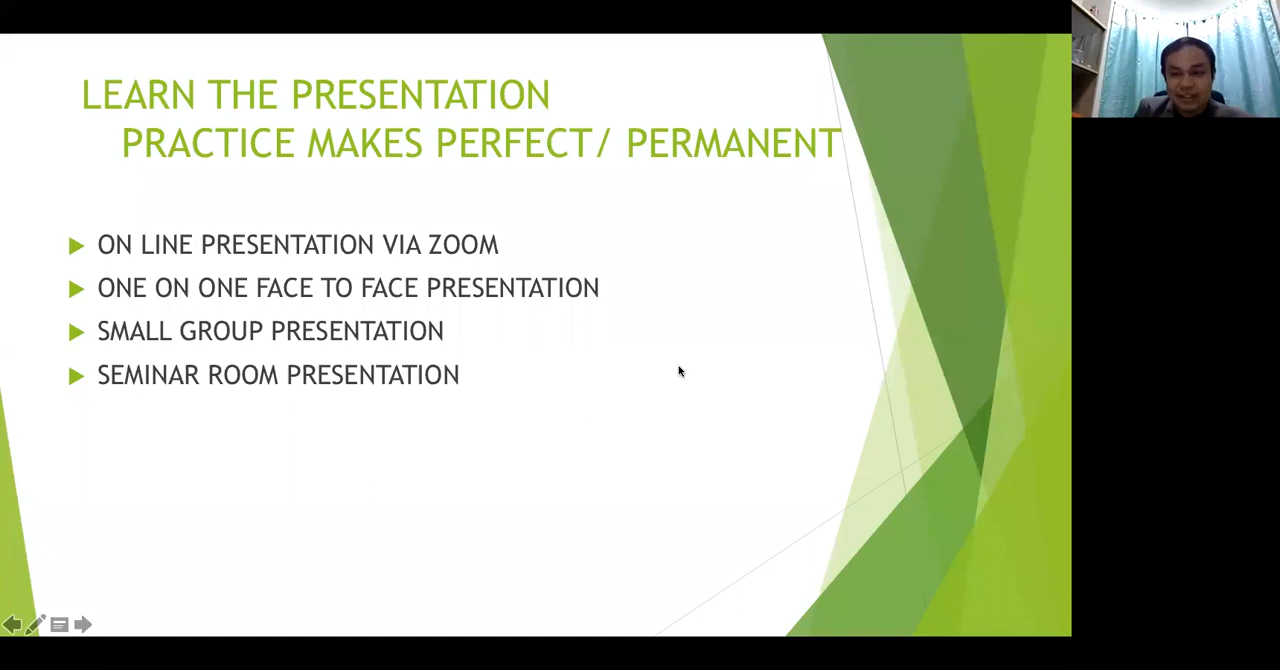 LEARN THE PRESENTATION
PRACTICE MAKES PERFECT/ PERMANENT
ON LINE PRESENTATION VIA ZOOM
ONE ON ONE FACE TO FACE PRESENTATION
SMALL GROUP PRESENTATION
SEMINAR ROOM PRESENTATION